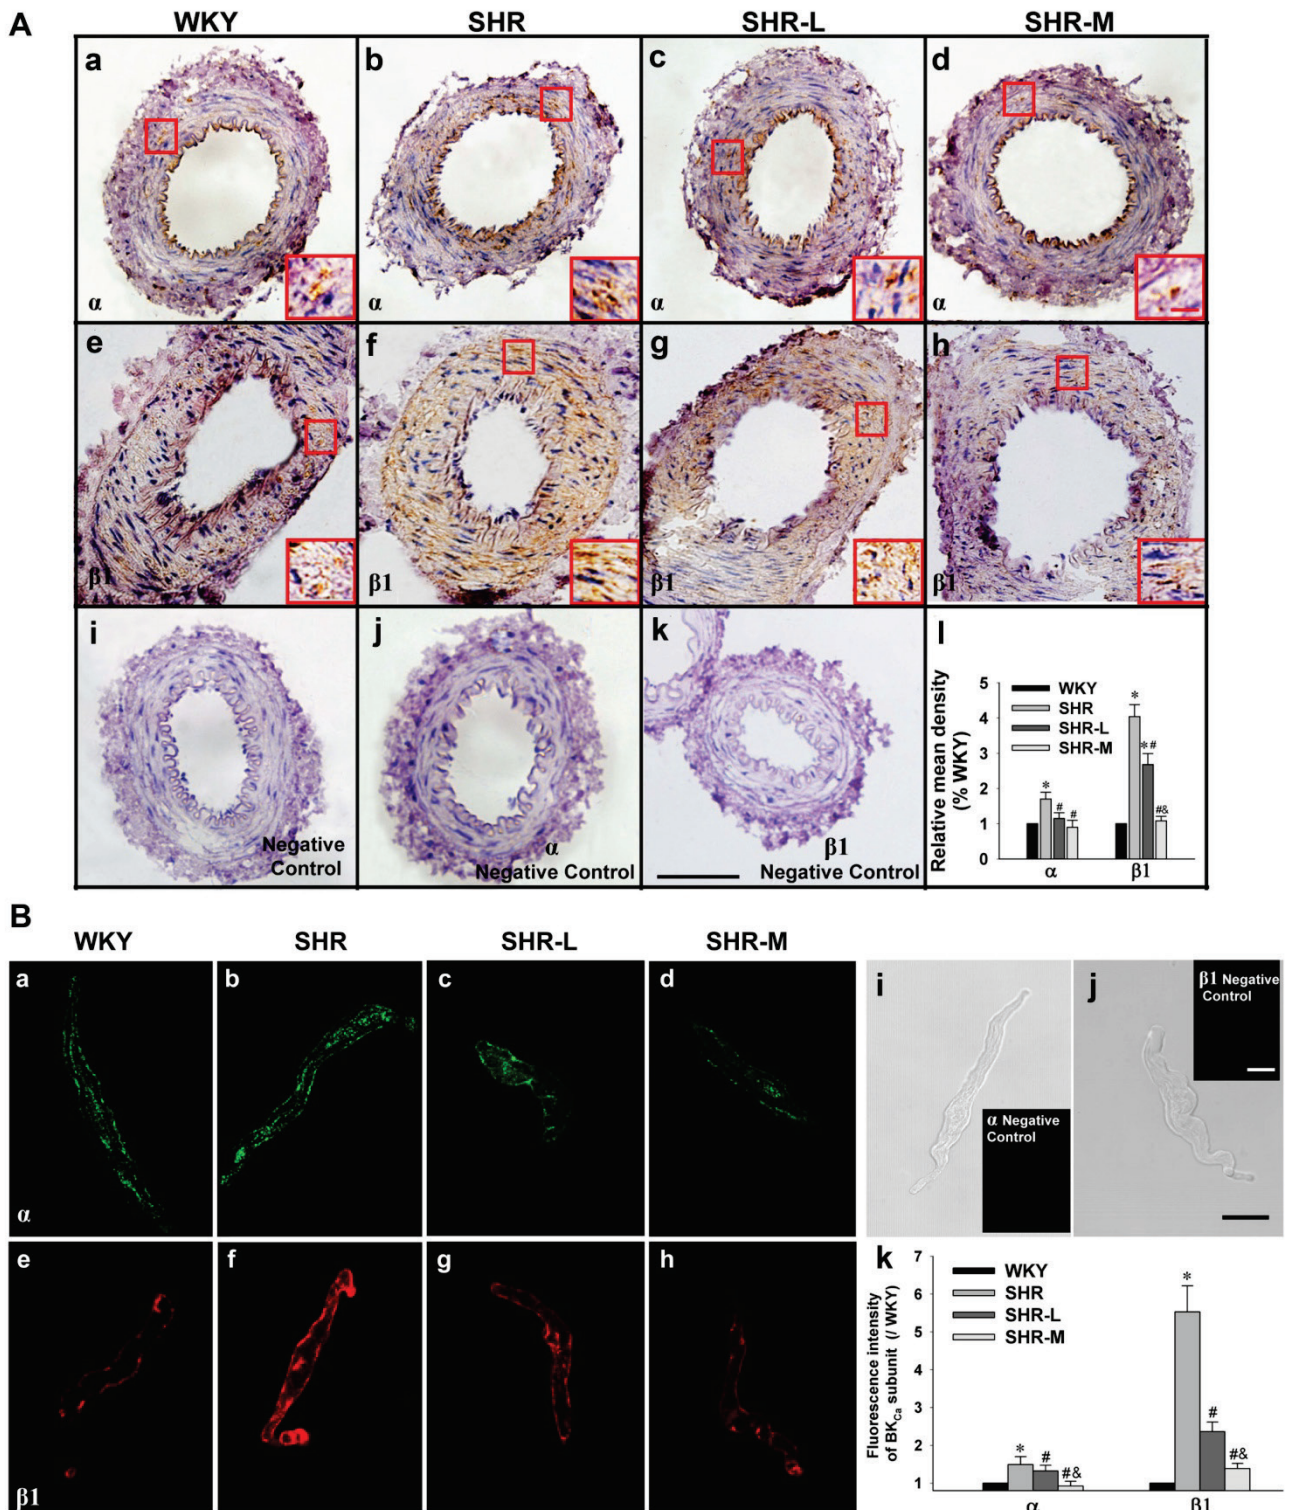 A
WKY SHR SHR-L SHR-M
a b c d
α α α α
e f g h
β1 β1 β1 β1
i j k l
Negative
Control
α
Negative Control
β1
Negative Control
Relative mean density
(% WKY)
WKY
SHR
SHR-L
SHR-M
5
4
3
2
1
0
* # #
* *# #&
α β1
B
WKY SHR SHR-L SHR-M
a b c d
α
i
α Negative
Control
j
β1 Negative
Control
e f g h
β1
k
Fluorescence intensity
of BKCa subunit (/ WKY)
WKY
SHR
SHR-L
SHR-M
7
6
5
4
3
2
1
* # #&
* # #&
α β1